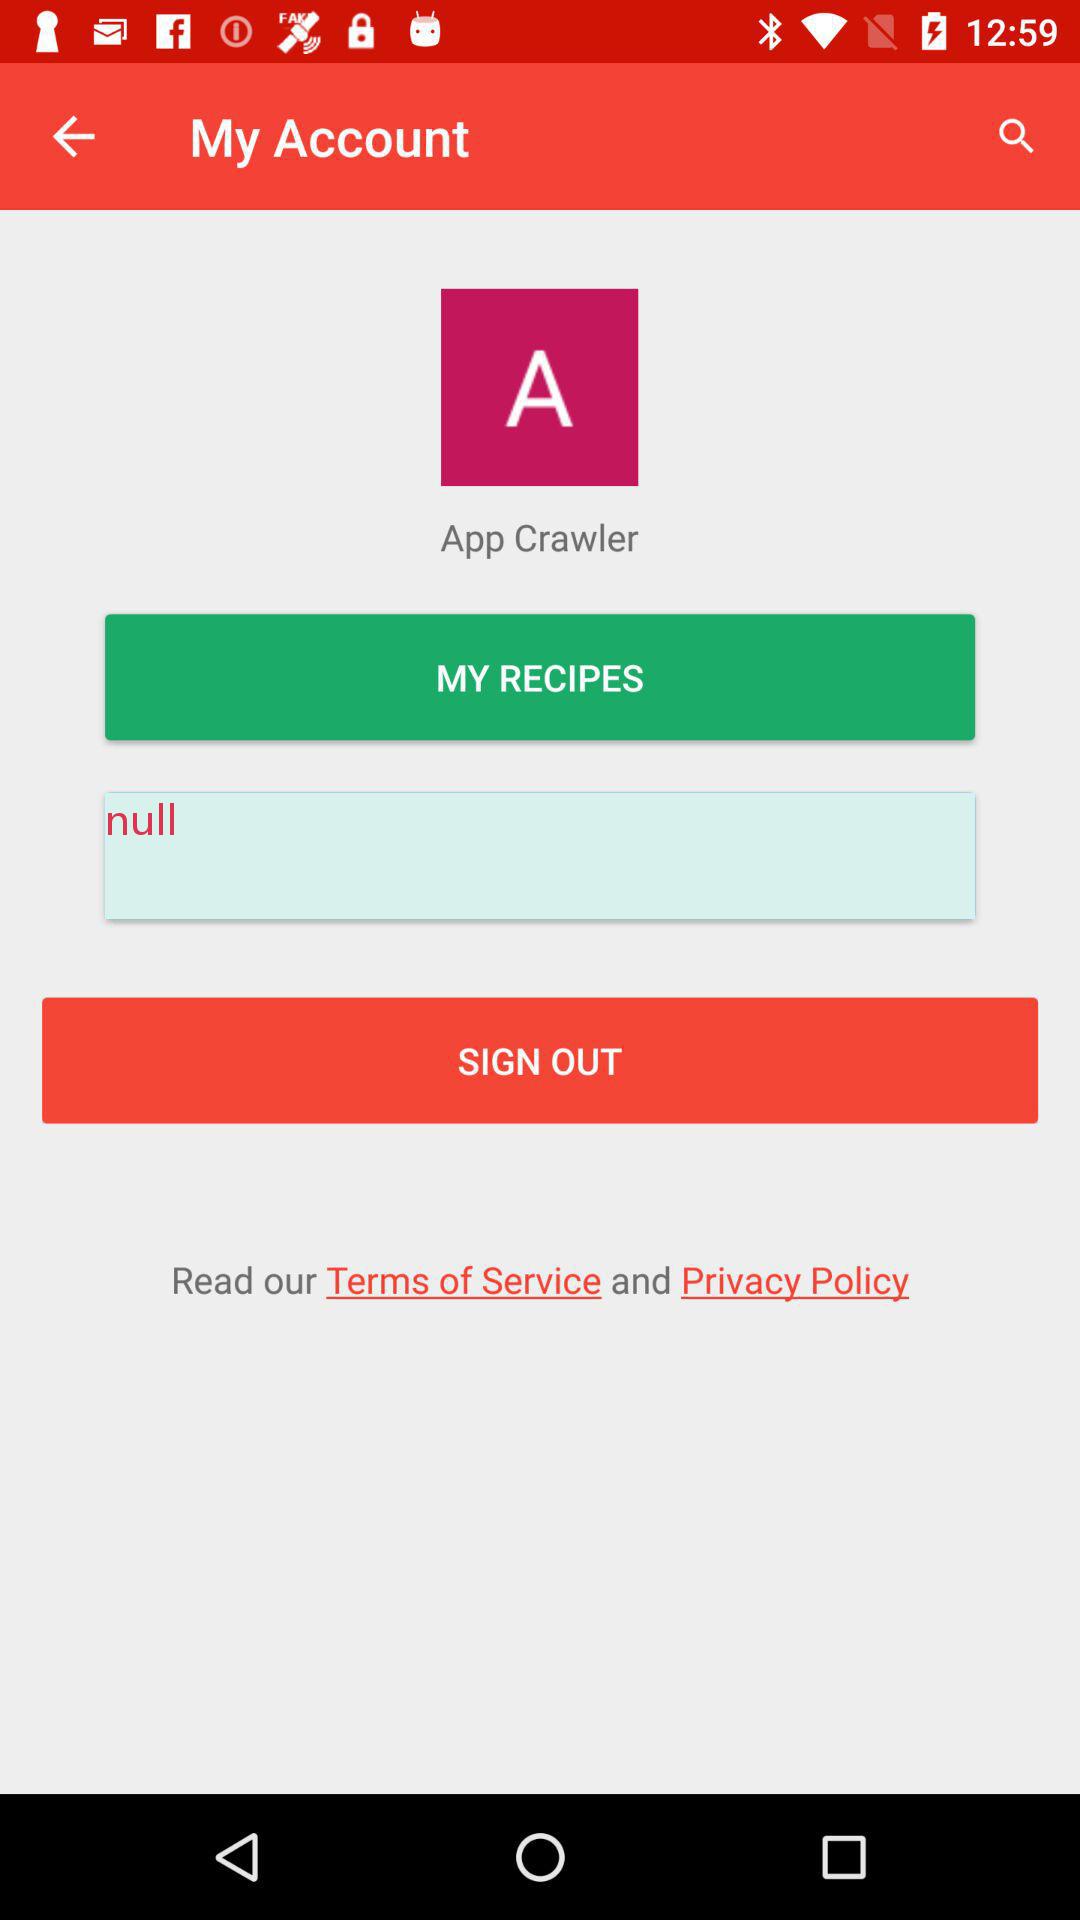 FAKE
12:59
My Account
A
App Crawler
MY RECIPES
null
SIGN OUT
Read our Terms of Service and Privacy Policy